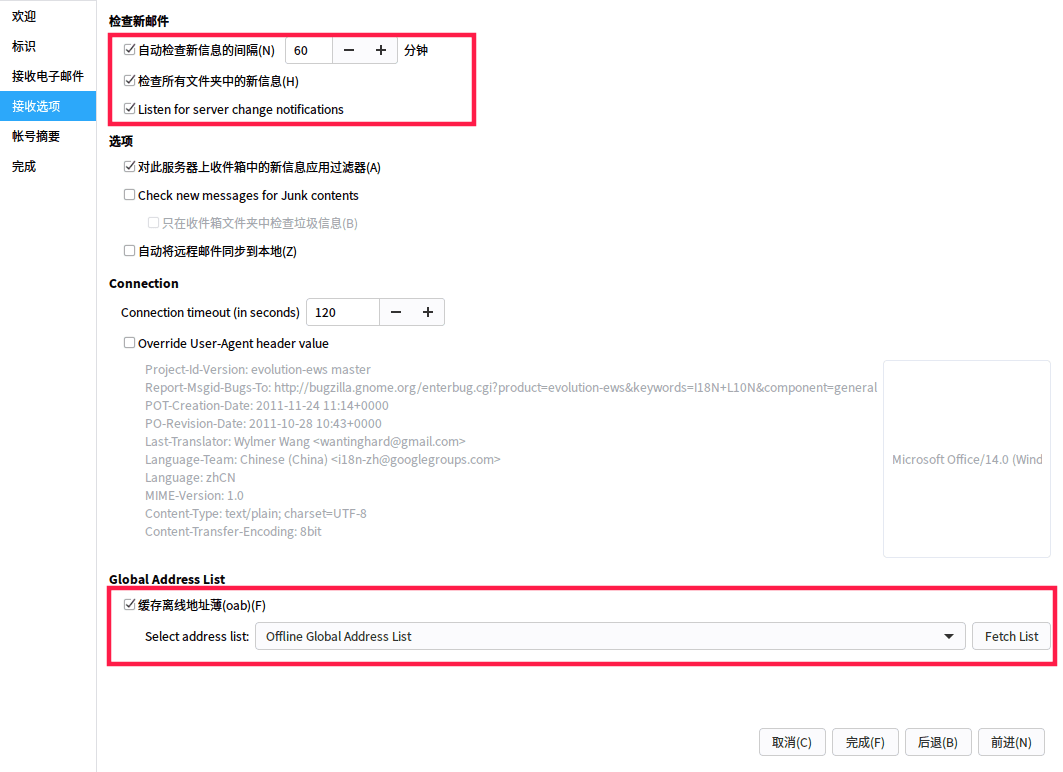 欢迎
标识
接收电子邮件
接收选项
帐号摘要
完成
检查新邮件
自动检查新信息的间隔(N) 60 − + 分钟
检查所有文件夹中的新信息(H)
Listen for server change notifications
选项
对此服务器上收件箱中的新信息应用过滤器(A)
Check new messages for Junk contents
只在收件箱文件夹中检查垃圾信息(B)
自动将远程邮件同步到本地(Z)
Connection
Connection timeout (in seconds) 120 − +
Override User-Agent header value
Project-Id-Version: evolution-ews master
Report-Msgid-Bugs-To: http://bugzilla.gnome.org/enterbug.cgi?product=evolution-ews&keywords=I18N+L10N&component=general
POT-Creation-Date: 2011-11-24 11:14+0000
PO-Revision-Date: 2011-10-28 10:43+0000
Last-Translator: Wylmer Wang <wantinghard@gmail.com>
Language-Team: Chinese (China) <i18n-zh@googlegroups.com>
Language: zhCN
MIME-Version: 1.0
Content-Type: text/plain; charset=UTF-8
Content-Transfer-Encoding: 8bit
Microsoft Office/14.0 (Wind
Global Address List
缓存离线地址薄(oab)(F)
Select address list: Offline Global Address List Fetch List
取消(C) 完成(F) 后退(B) 前进(N)